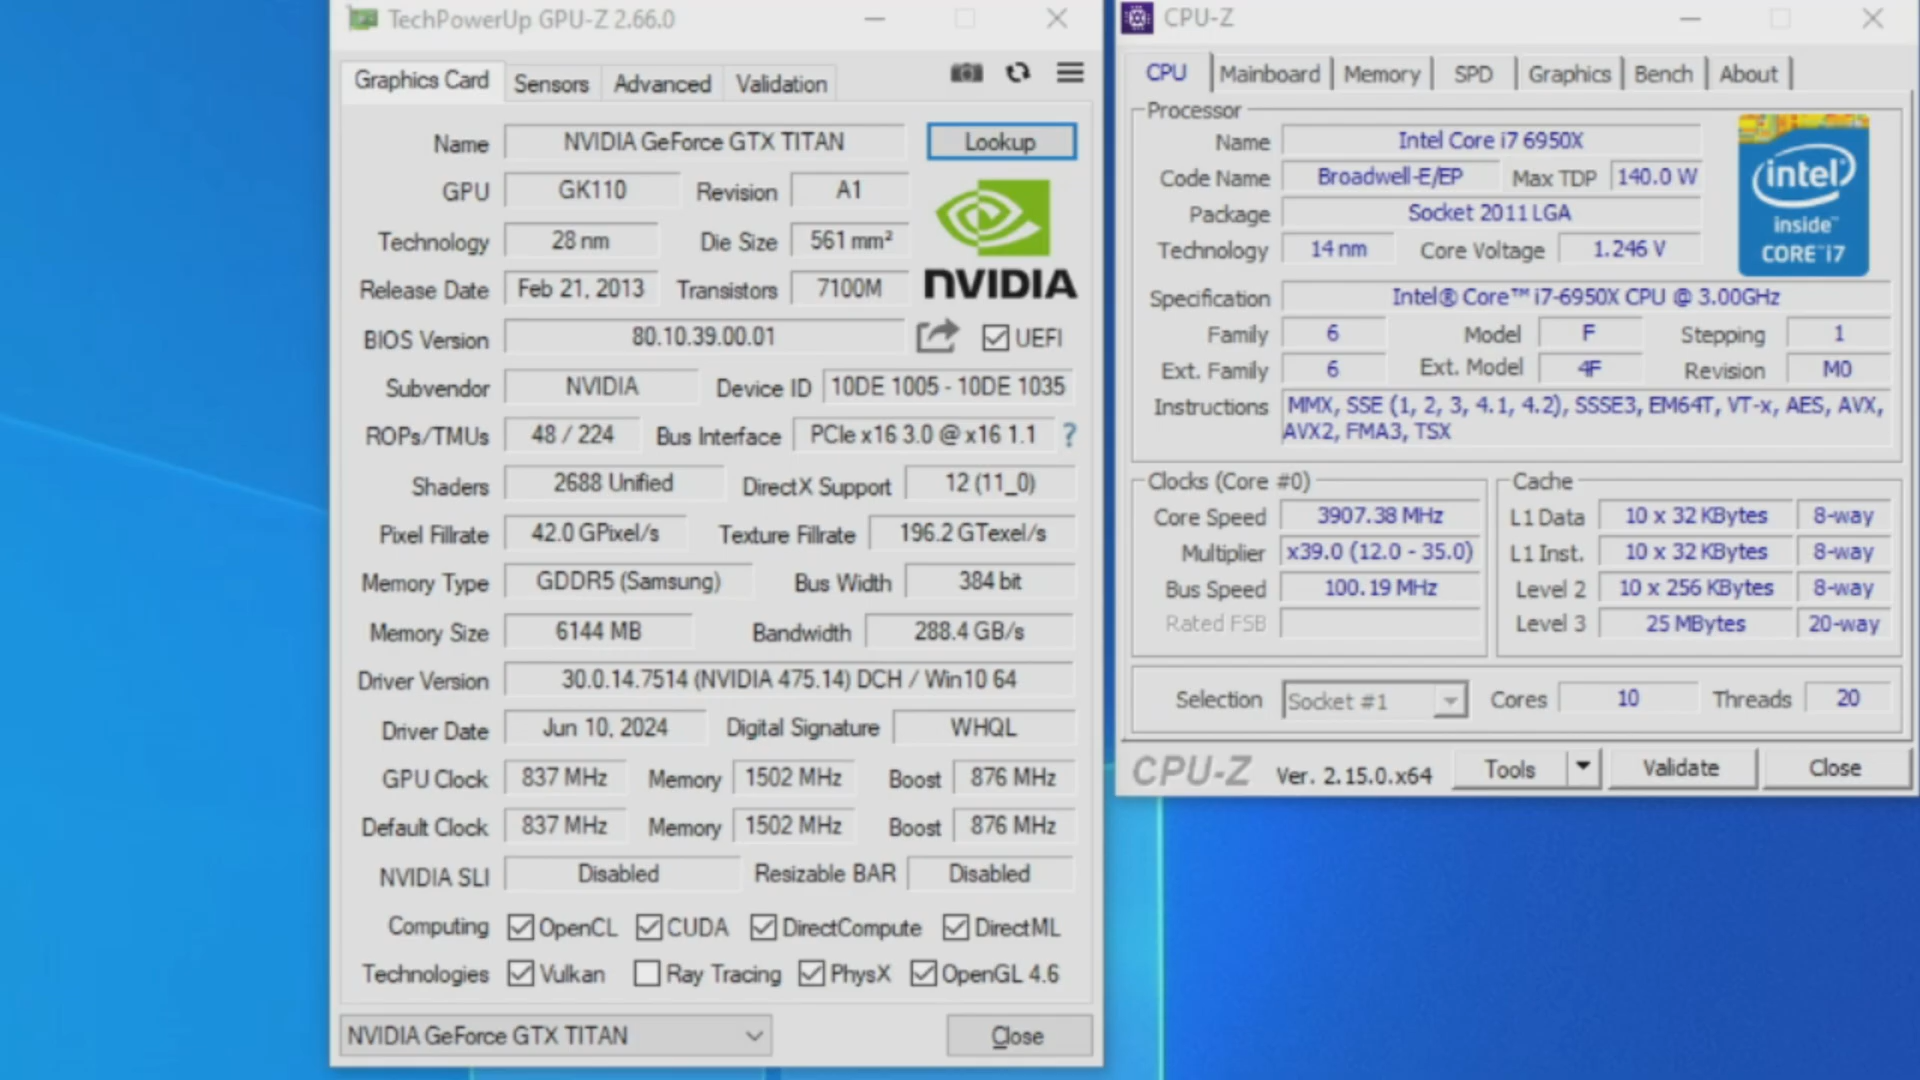 TechPowerUp GPU-Z 2.66.0
Graphics Card Sensors Advanced Validation
Name NVIDIA GeForce GTX TITAN Lookup
GPU GK110 Revision A1
Technology 28 nm Die Size 561 mm²
Release Date Feb 21, 2013 Transistors 7100M
NVIDIA
BIOS Version 80.10.39.00.01 UEFI
Subvendor NVIDIA Device ID 10DE 1005 - 10DE 1035
ROPs/TMUs 48 / 224 Bus Interface PCIe x16 3.0 @ x16 1.1 ?
Shaders 2688 Unified DirectX Support 12 (11_0)
Pixel Fillrate 42.0 GPixel/s Texture Fillrate 196.2 GTexel/s
Memory Type GDDR5 (Samsung) Bus Width 384 bit
Memory Size 6144 MB Bandwidth 288.4 GB/s
Driver Version 30.0.14.7514 (NVIDIA 475.14) DCH / Win10 64
Driver Date Jun 10, 2024 Digital Signature WHQL
GPU Clock 837 MHz Memory 1502 MHz Boost 876 MHz
Default Clock 837 MHz Memory 1502 MHz Boost 876 MHz
NVIDIA SLI Disabled Resizable BAR Disabled
Computing OpenCL CUDA DirectCompute DirectML
Technologies Vulkan Ray Tracing PhysX OpenGL 4.6
NVIDIA GeForce GTX TITAN Close
CPU-Z
CPU Mainboard Memory SPD Graphics Bench About
Processor
Name Intel Core i7 6950X
Code Name Broadwell-E/EP Max TDP 140.0 W
Package Socket 2011 LGA
Technology 14 nm Core Voltage 1.246 V
intel®
inside™
CORE™i7
Specification Intel® Core™ i7-6950X CPU @ 3.00GHz
Family 6 Model F Stepping 1
Ext. Family 6 Ext. Model 4F Revision M0
Instructions MMX, SSE (1, 2, 3, 4.1, 4.2), SSSE3, EM64T, VT-x, AES, AVX,
AVX2, FMA3, TSX
Clocks (Core #0)
Core Speed 3907.38 MHz
Multiplier x39.0 (12.0 - 35.0)
Bus Speed 100.19 MHz
Rated FSB
Cache
L1 Data 10 x 32 KBytes 8-way
L1 Inst. 10 x 32 KBytes 8-way
Level 2 10 x 256 KBytes 8-way
Level 3 25 MBytes 20-way
Selection Socket #1 Cores 10 Threads 20
CPU-Z Ver. 2.15.0.x64 Tools Validate Close